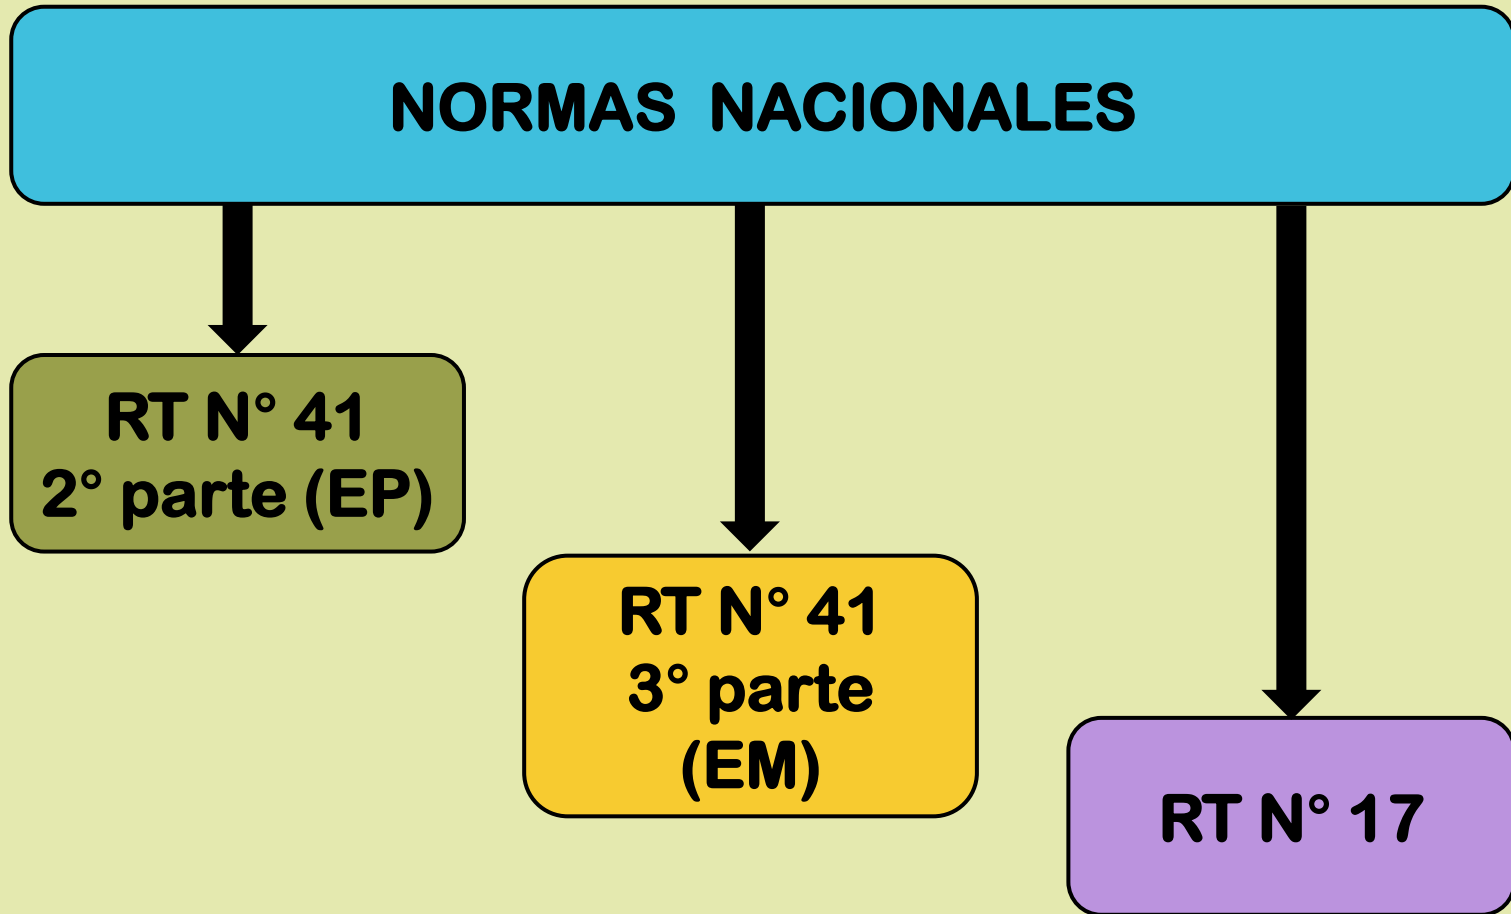 NORMAS NACIONALES
RT N° 41
2° parte (EP)
RT N° 41
3° parte
(EM)
RT N° 17